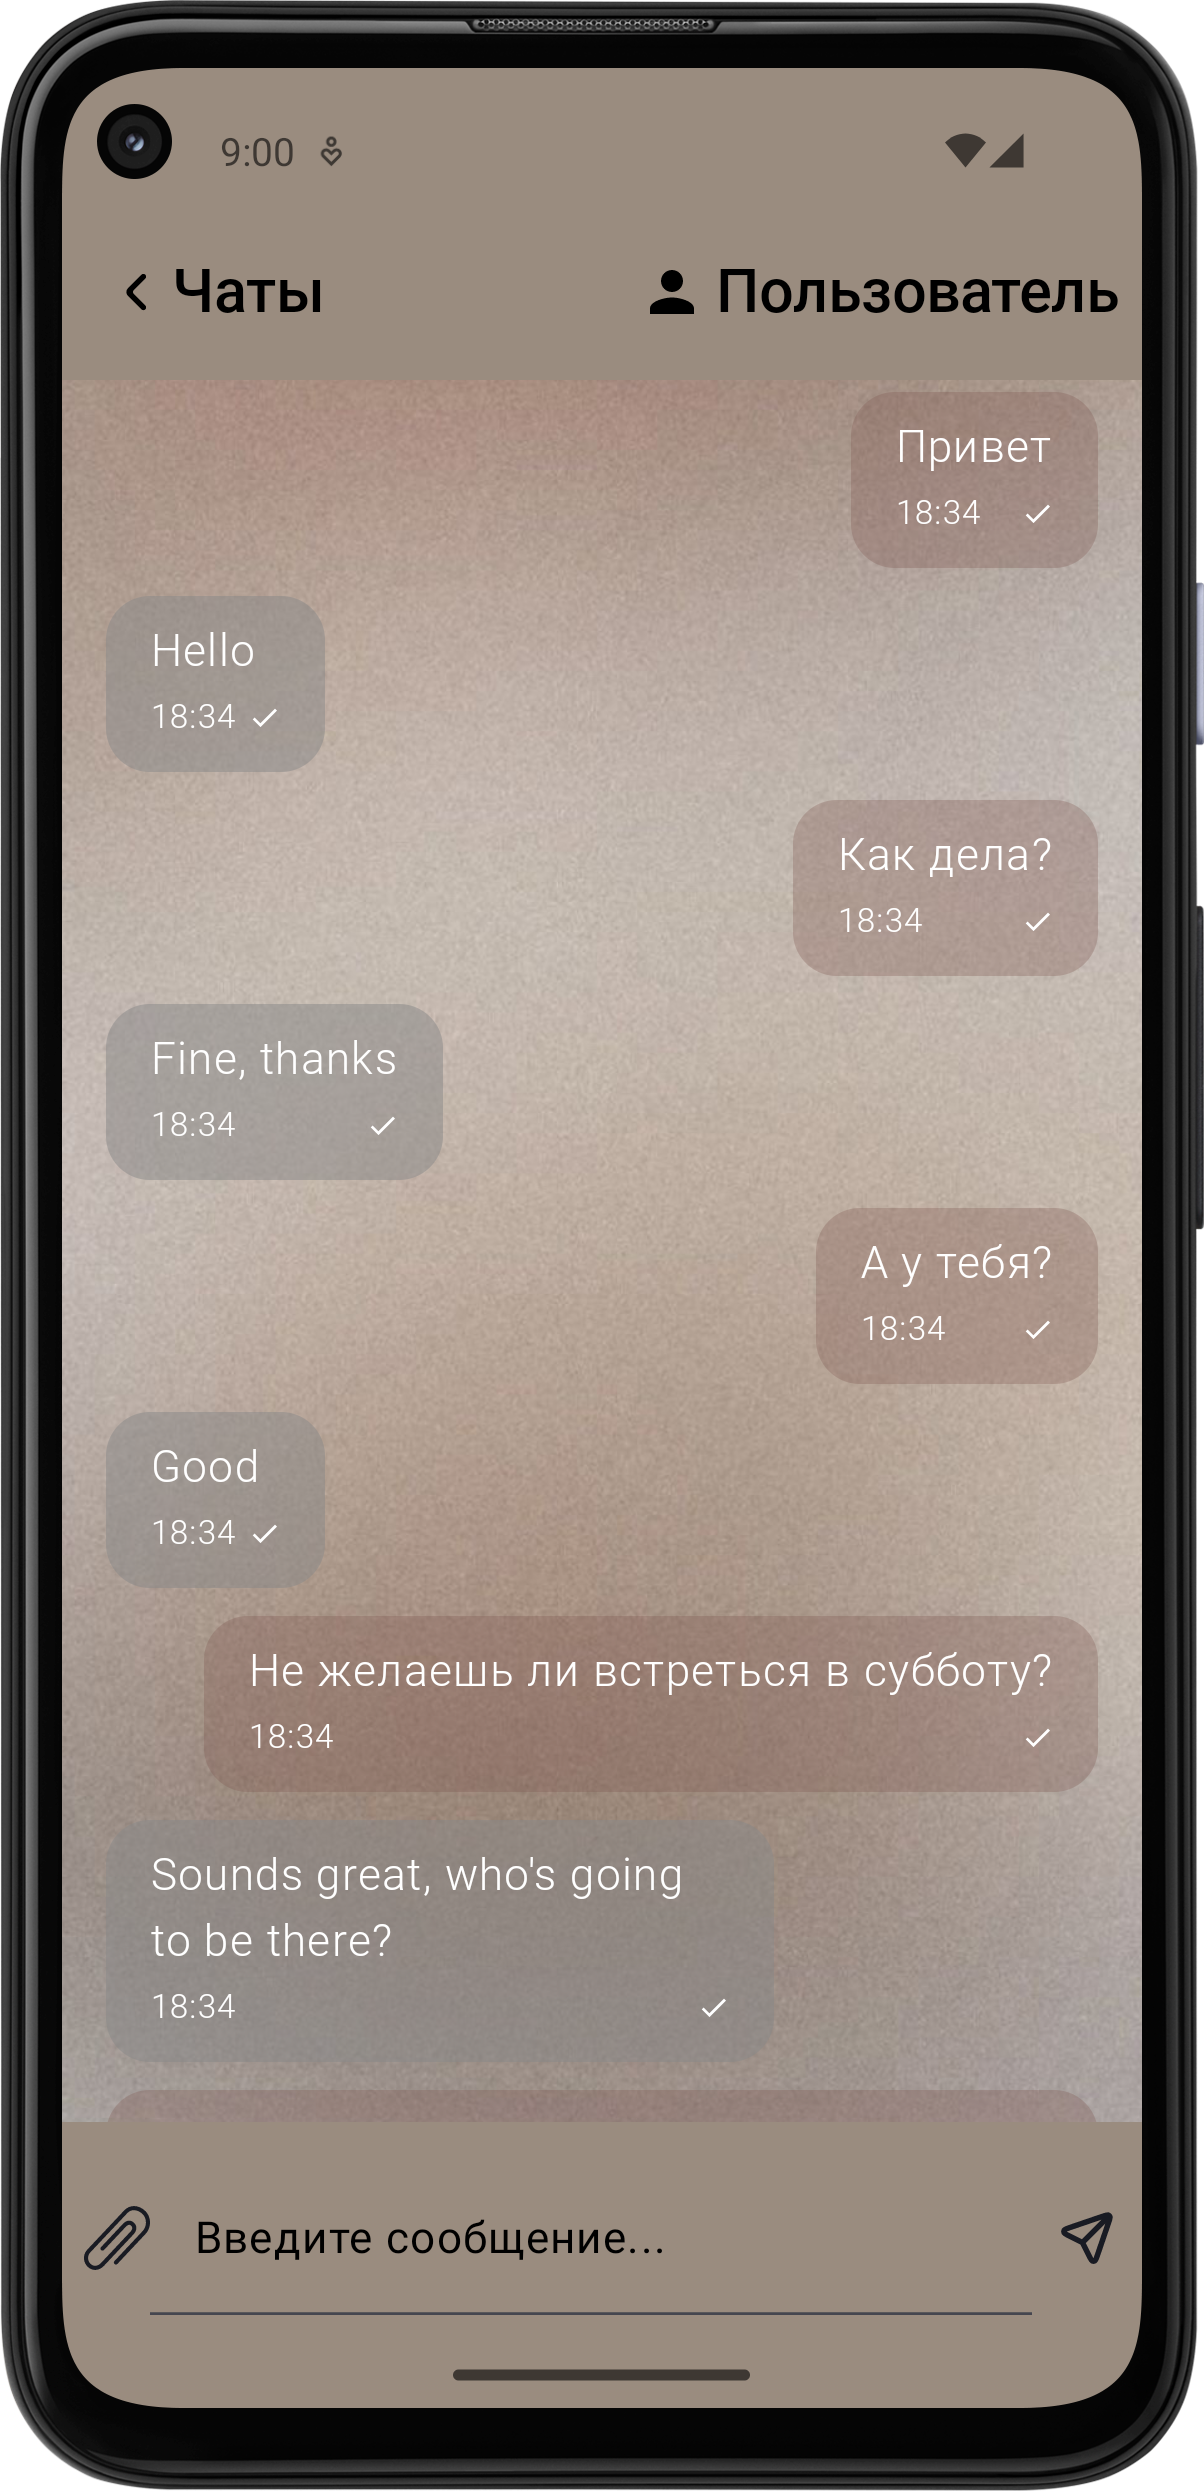 9:00
Чаты
Пользователь
Привет
18:34
Hello
18:34
Как дела?
18:34
Fine, thanks
18:34
А у тебя?
18:34
Good
18:34
Не желаешь ли встреться в субботу?
18:34
Sounds great, who's going
to be there?
18:34
Введите сообщение...